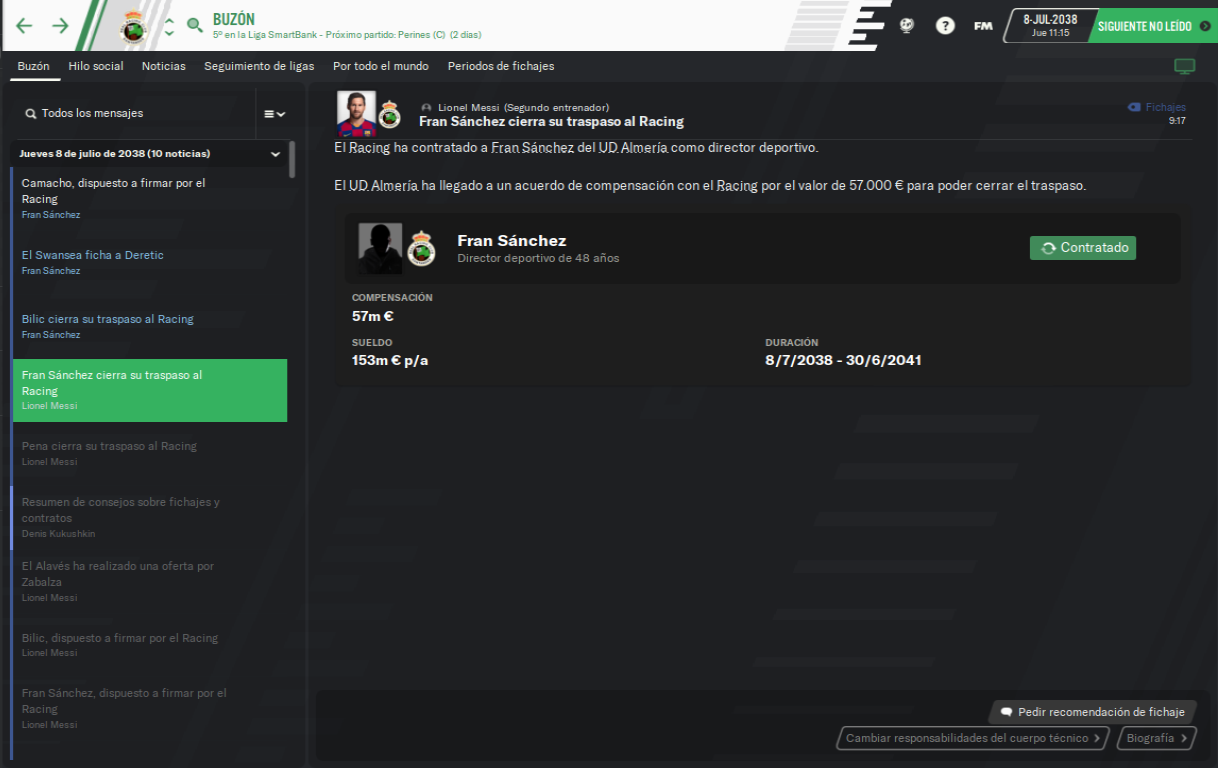 BUZÓN
5º en la Liga SmartBank - Próximo partido: Perines (C) (2 días)
?
FM
8-JUL-2038
Jue 11:15
SIGUIENTE NO LEÍDO
Buzón
Hilo social
Noticias
Seguimiento de ligas
Por todo el mundo
Periodos de fichajes
Todos los mensajes
Jueves 8 de julio de 2038 (10 noticias)
Camacho, dispuesto a firmar por el
Racing
Fran Sánchez
El Swansea ficha a Deretic
Fran Sánchez
Bilic cierra su traspaso al Racing
Fran Sánchez
Fran Sánchez cierra su traspaso al
Racing
Lionel Messi
Pena cierra su traspaso al Racing
Lionel Messi
Resumen de consejos sobre fichajes y
contratos
Denis Kukushkin
El Alavés ha realizado una oferta por
Zabalza
Lionel Messi
Bilic, dispuesto a firmar por el Racing
Lionel Messi
Fran Sánchez, dispuesto a firmar por el
Racing
Lionel Messi
Lionel Messi (Segundo entrenador)
Fran Sánchez cierra su traspaso al Racing
Fichajes
9:17
El Racing ha contratado a Fran Sánchez del UD Almería como director deportivo.
El UD Almería ha llegado a un acuerdo de compensación con el Racing por el valor de 57.000 € para poder cerrar el traspaso.
Fran Sánchez
Director deportivo de 48 años
Contratado
COMPENSACIÓN
57m €
SUELDO
153m € p/a
DURACIÓN
8/7/2038 - 30/6/2041
Pedir recomendación de fichaje
Cambiar responsabilidades del cuerpo técnico
Biografía